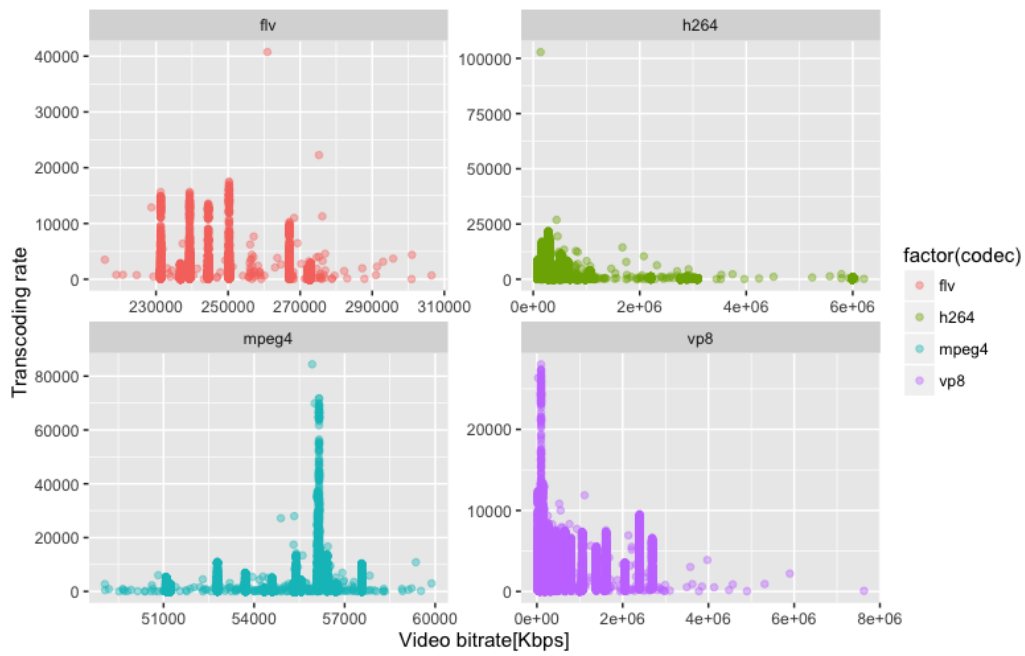 flv
h264
40000
30000
20000
10000
0
230000 250000 270000 290000 310000
100000
75000
50000
25000
0
0e+00 2e+06 4e+06 6e+06
mpeg4
vp8
80000
60000
40000
20000
0
51000 54000 57000 60000
20000
10000
0
0e+00 2e+06 4e+06 6e+06 8e+06
Transcoding rate
Video bitrate[Kbps]
factor(codec)
flv
h264
mpeg4
vp8